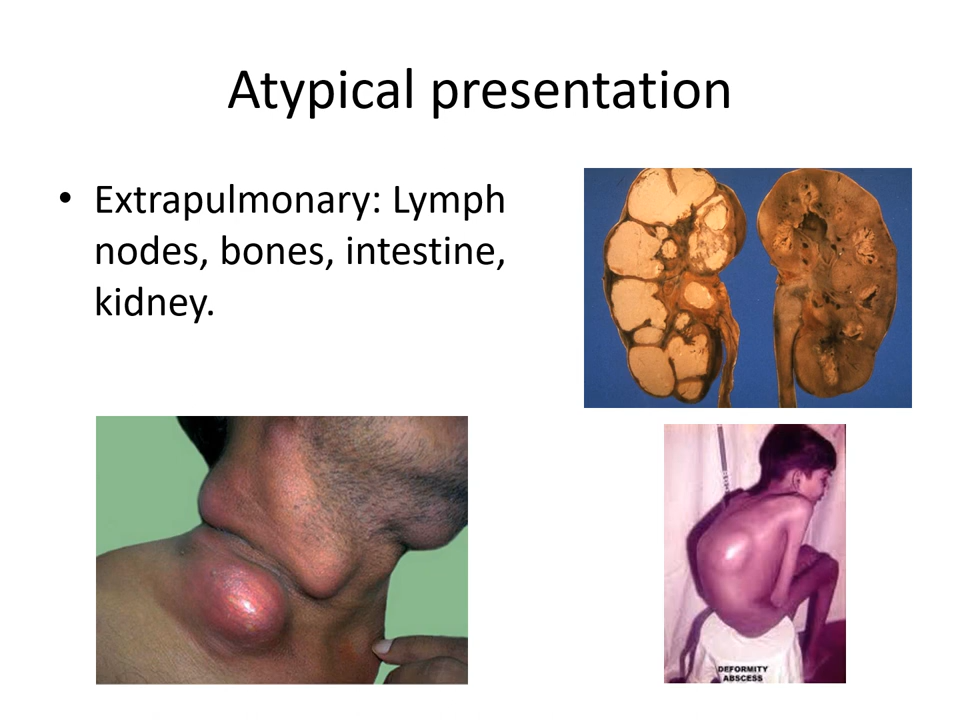 Atypical presentation
• Extrapulmonary: Lymph
nodes, bones, intestine,
kidney.
DEFORMITY
ABSCESS